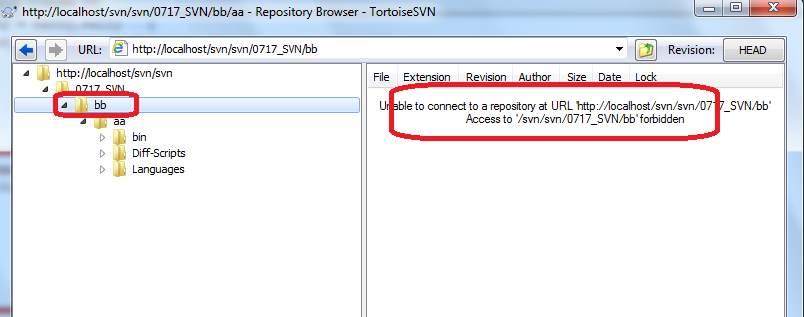 http://localhost/svn/svn/0717_SVN/bb/aa - Repository Browser - TortoiseSVN
URL: http://localhost/svn/svn/0717_SVN/bb Revision: HEAD
http://localhost/svn/svn
0717_SVN
bb
aa
bin
Diff-Scripts
Languages
File Extension Revision Author Size Date Lock
Unable to connect to a repository at URL 'http://localhost/svn/svn/0717_SVN/bb'
Access to '/svn/svn/0717_SVN/bb' forbidden